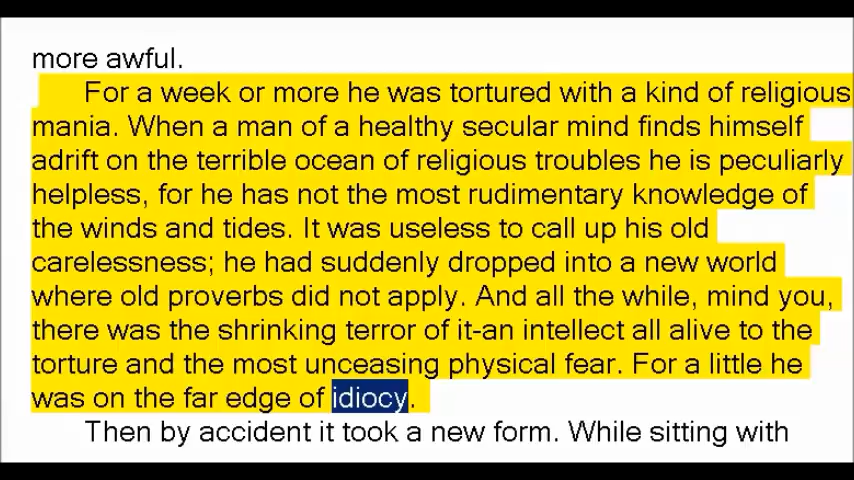 more awful.
For a week or more he was tortured with a kind of religious
mania. When a man of a healthy secular mind finds himself
adrift on the terrible ocean of religious troubles he is peculiarly
helpless, for he has not the most rudimentary knowledge of
the winds and tides. It was useless to call up his old
carelessness; he had suddenly dropped into a new world
where old proverbs did not apply. And all the while, mind you,
there was the shrinking terror of it-an intellect all alive to the
torture and the most unceasing physical fear. For a little he
was on the far edge of idiocy.
Then by accident it took a new form. While sitting with